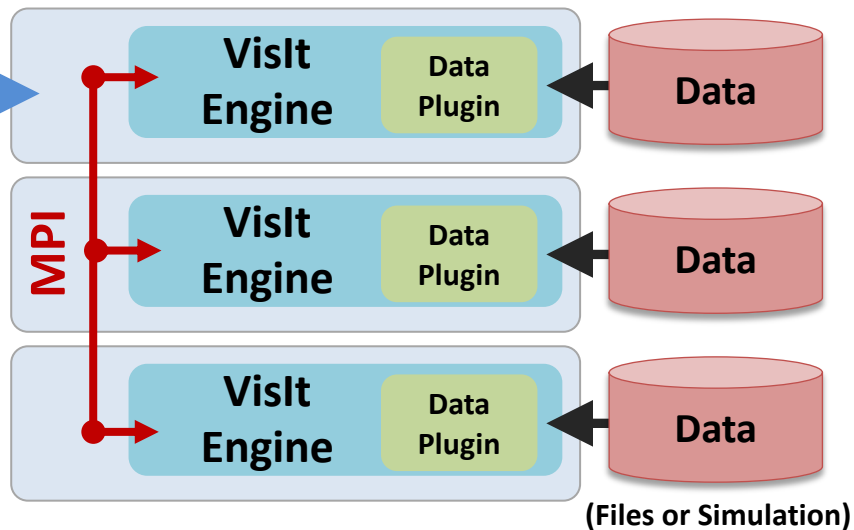 VisIt
Engine
Data
Plugin
Data
MPI
VisIt
Engine
Data
Plugin
Data
VisIt
Engine
Data
Plugin
Data
(Files or Simulation)